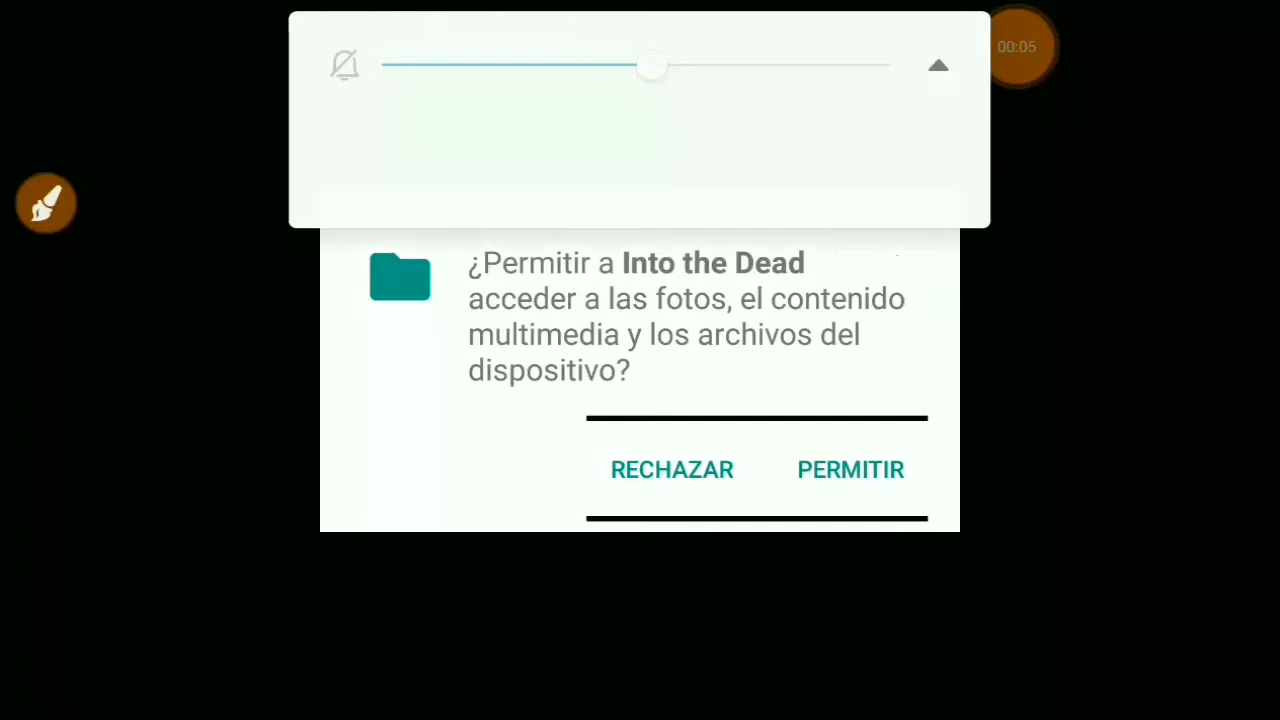 00:05
¿Permitir a Into the Dead
acceder a las fotos, el contenido
multimedia y los archivos del
dispositivo?
RECHAZAR PERMITIR